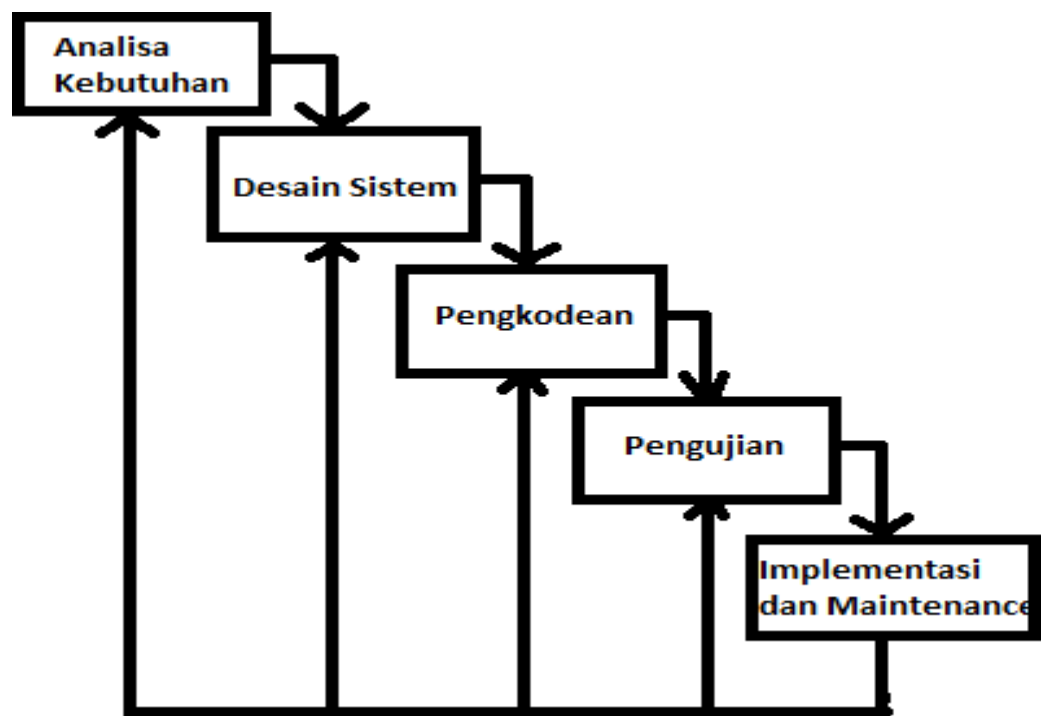 Analisa
Kebutuhan
Desain Sistem
Pengkodean
Pengujian
Implementasi
dan Maintenance